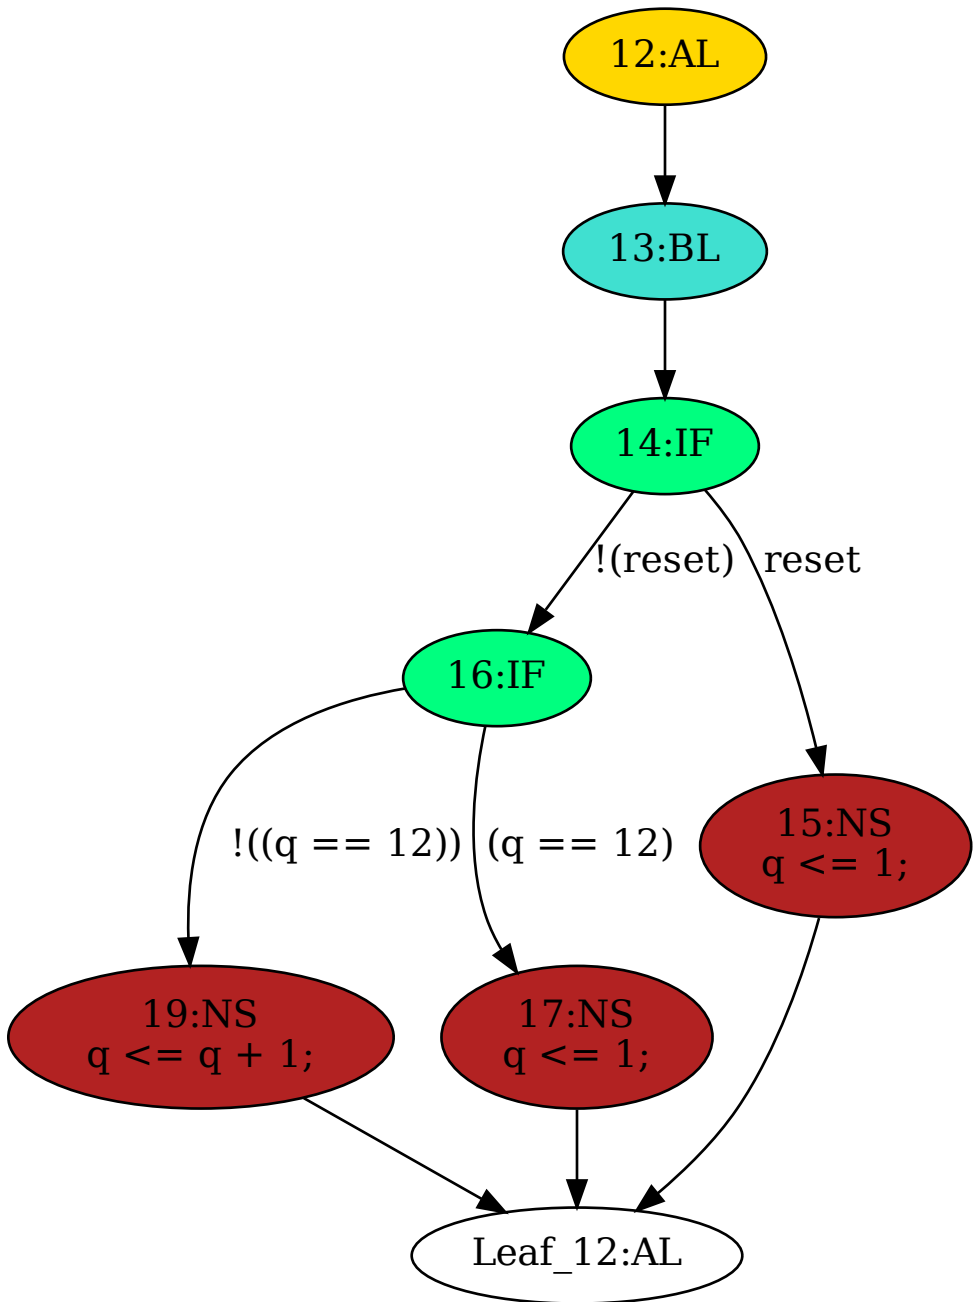 12:AL
13:BL
14:IF
!(reset)
reset
16:IF
15:NS
q <= 1;
!((q == 12))
(q == 12)
19:NS
q <= q + 1;
17:NS
q <= 1;
Leaf_12:AL